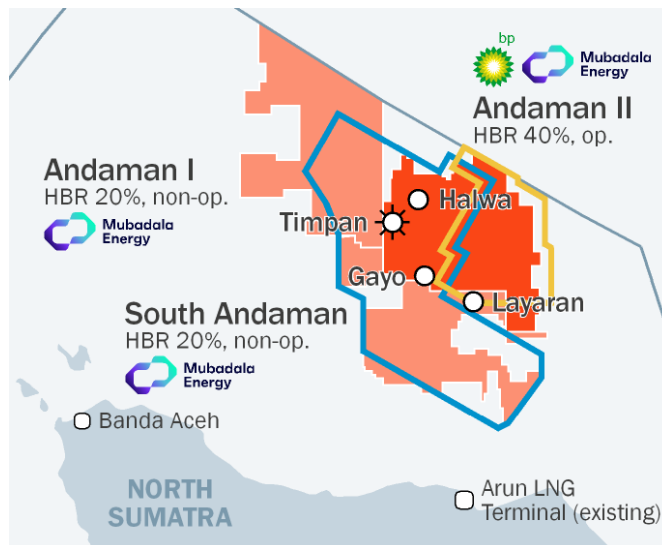 bp
Mubadala
Energy
Andaman II
HBR 40%, op.
Andaman I
HBR 20%, non-op.
Mubadala
Energy
Halwa
Timpan
Gayo
Layaran
South Andaman
HBR 20%, non-op.
Mubadala
Energy
Banda Aceh
NORTH
SUMATRA
Arun LNG
Terminal (existing)